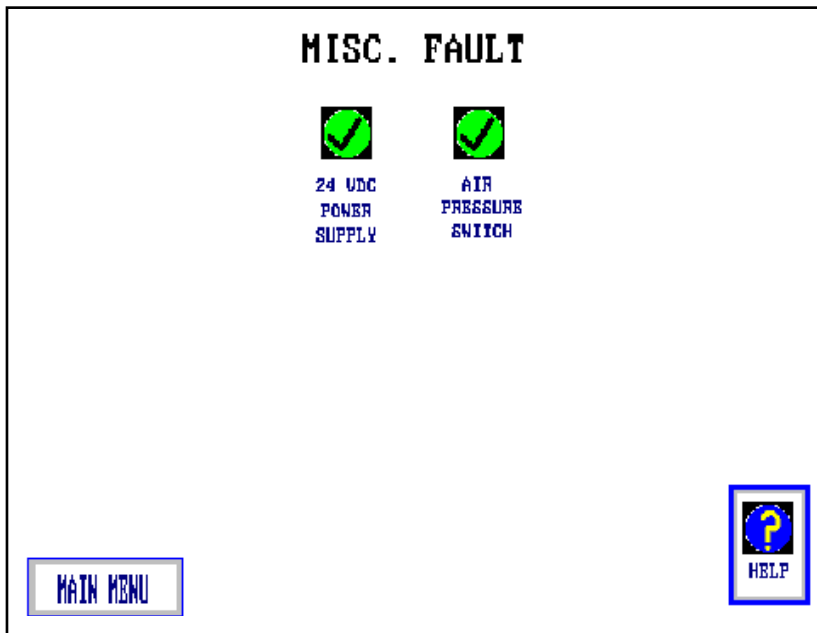 MISC. FAULT
24 VDC
POWER
SUPPLY
AIR
PRESSURE
SWITCH
MAIN MENU
?
HELP